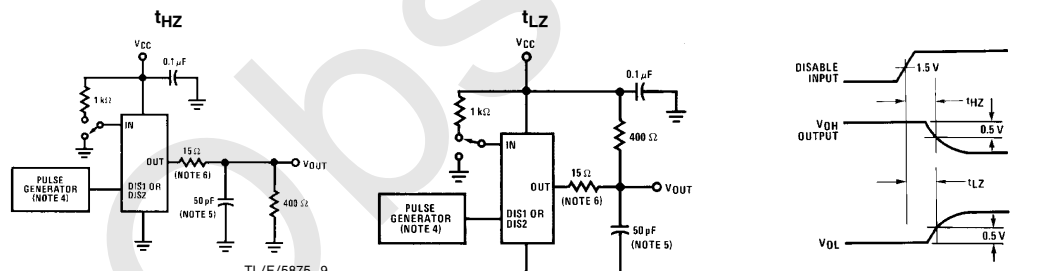 tHZ
VCC
0.1 µF
1 kΩ
IN
OUT
15 Ω
(NOTE 6)
VOUT
PULSE
GENERATOR
(NOTE 4)
DIS1 OR
DIS2
50 pF
(NOTE 5)
400 Ω
TL/F/5875-9
tLZ
VCC
0.1 µF
1 kΩ
400 Ω
IN
OUT
15 Ω
(NOTE 6)
VOUT
PULSE
GENERATOR
(NOTE 4)
DIS1 OR
DIS2
50 pF
(NOTE 5)
DISABLE
INPUT
1.5 V
tHZ
VOH
OUTPUT
0.5 V
tLZ
VOL
0.5 V